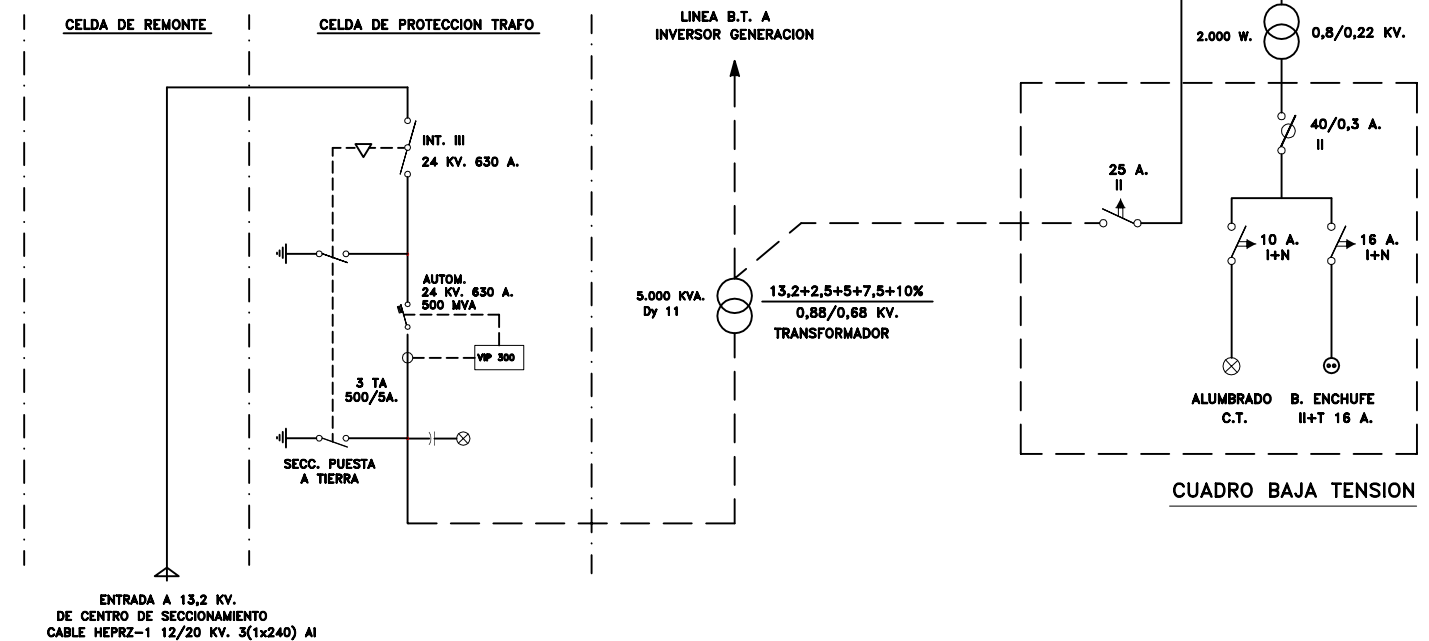 CELDA DE REMONTE
CELDA DE PROTECCION TRAFO
INT. III
24 KV. 630 A.
AUTOM.
24 KV. 630 A.
500 MVA
VIP 300
3 TA
500/5A.
SECC. PUESTA
A TIERRA
ENTRADA A 13,2 KV.
DE CENTRO DE SECCIONAMIENTO
CABLE HEPRZ-1 12/20 KV. 3(1x240) Al
LINEA B.T. A
INVERSOR GENERACION
5.000 KVA.
Dy 11
13,2+2,5+5+7,5+10%
0,88/0,68 KV.
TRANSFORMADOR
2.000 W.
0,8/0,22 KV.
40/0,3 A.
II
25 A.
II
10 A.
I+N
16 A.
I+N
ALUMBRADO
C.T.
B. ENCHUFE
II+T 16 A.
CUADRO BAJA TENSION